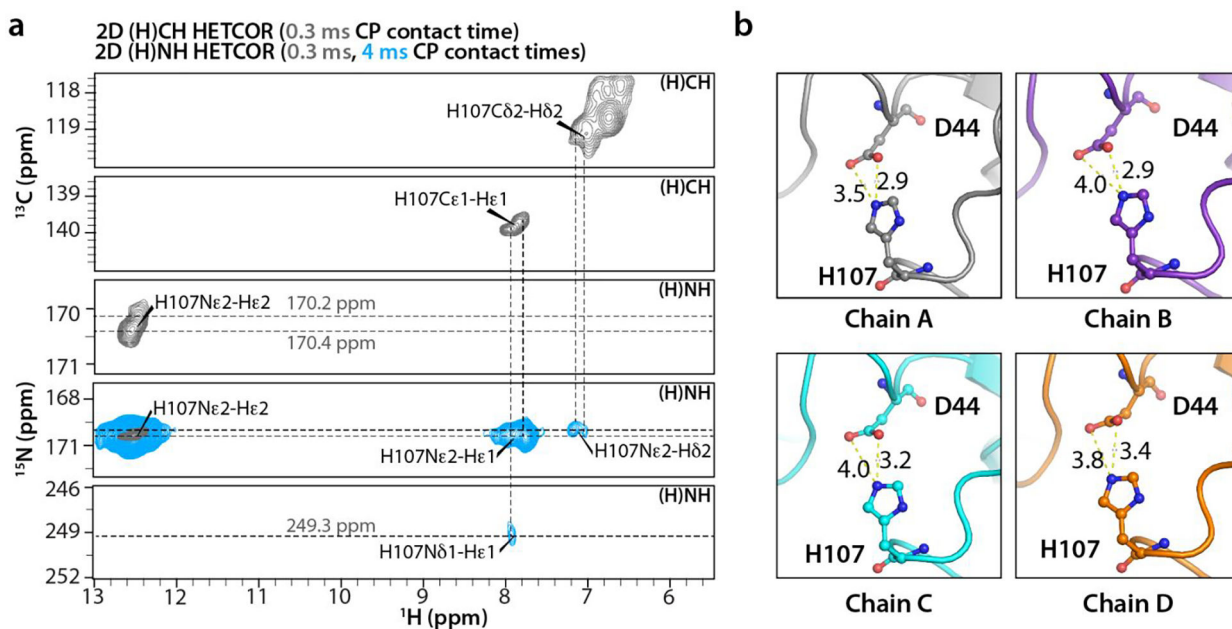 a
2D (H)CH HETCOR (0.3 ms CP contact time)
2D (H)NH HETCOR (0.3 ms, 4 ms CP contact times)
(H)CH
118
119
H107Cδ2-Hδ2
¹³C (ppm)
(H)CH
139
140
H107Cε1-Hε1
(H)NH
170
171
H107Nε2-Hε2
170.2 ppm
170.4 ppm
¹⁵N (ppm)
(H)NH
168
171
H107Nε2-Hε2
H107Nε2-Hε1
H107Nε2-Hδ2
(H)NH
246
249
252
249.3 ppm
H107Nδ1-Hε1
13 12 11 10 9 8 7 6
¹H (ppm)
b
D44
3.5 2.9
H107
Chain A
D44
4.0 2.9
H107
Chain B
D44
4.0 3.2
H107
Chain C
D44
3.8 3.4
H107
Chain D